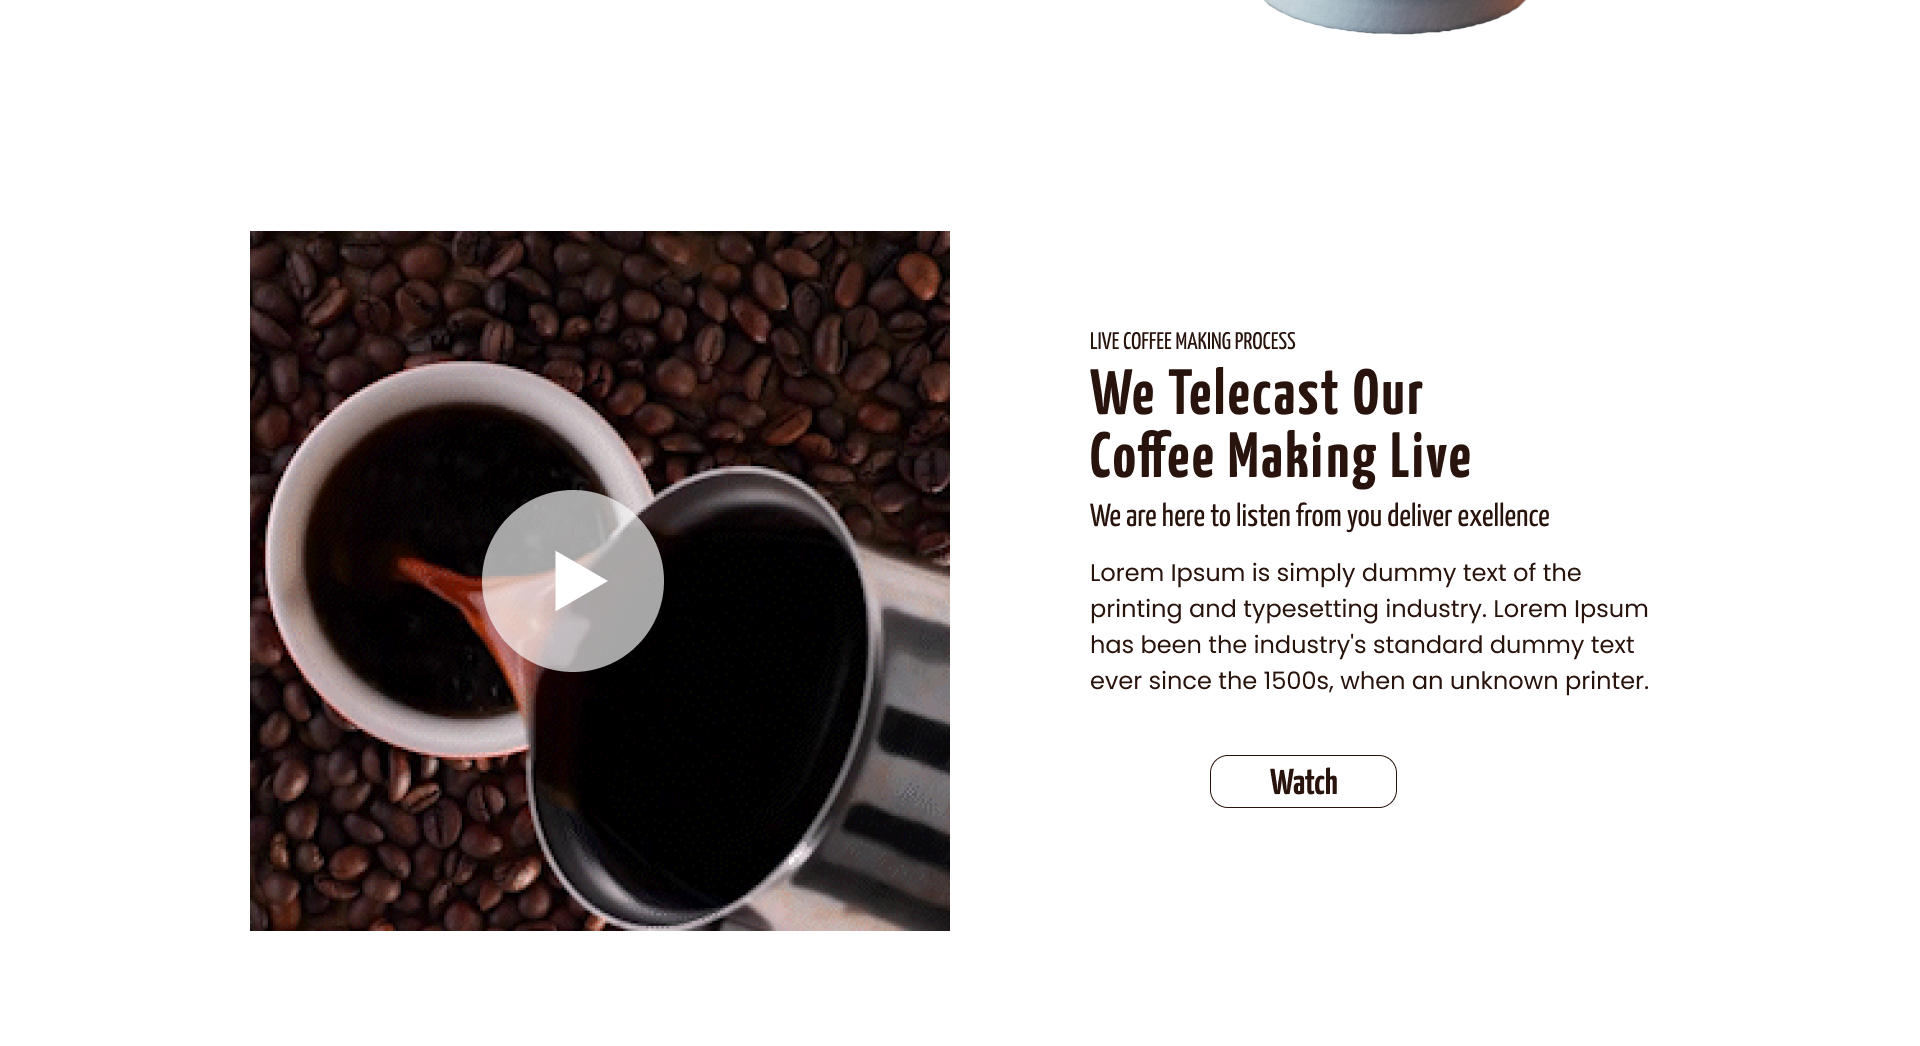 LIVE COFFEE MAKING PROCESS
We Telecast Our
Coffee Making Live
We are here to listen from you deliver exellence
Lorem Ipsum is simply dummy text of the
printing and typesetting industry. Lorem Ipsum
has been the industry's standard dummy text
ever since the 1500s, when an unknown printer.
Watch